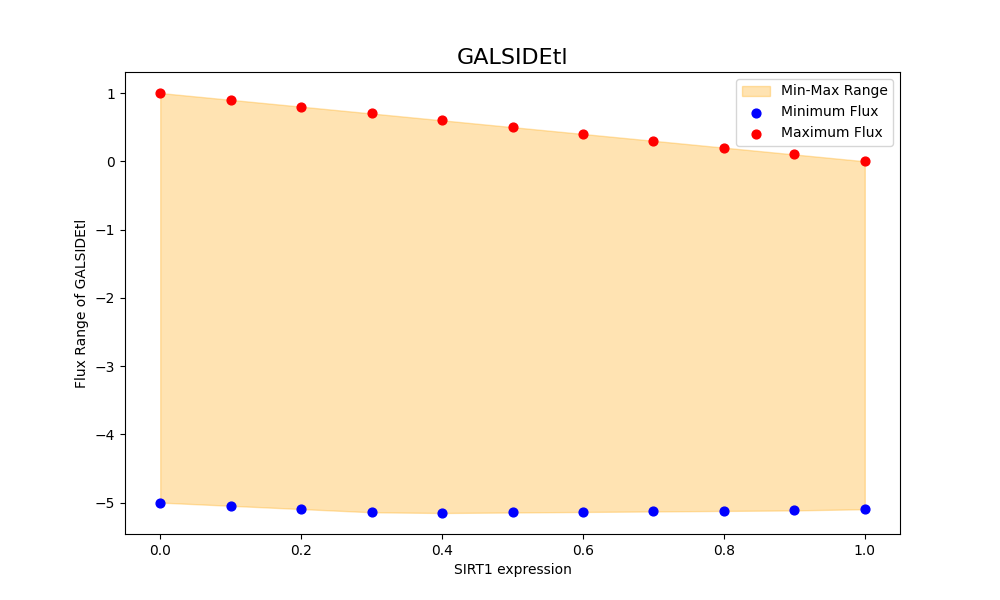 GALSIDEtl
Min-Max Range
Minimum Flux
Maximum Flux
Flux Range of GALSIDEtl
1
0
−1
−2
−3
−4
−5
0.0
0.2
0.4
0.6
0.8
1.0
SIRT1 expression